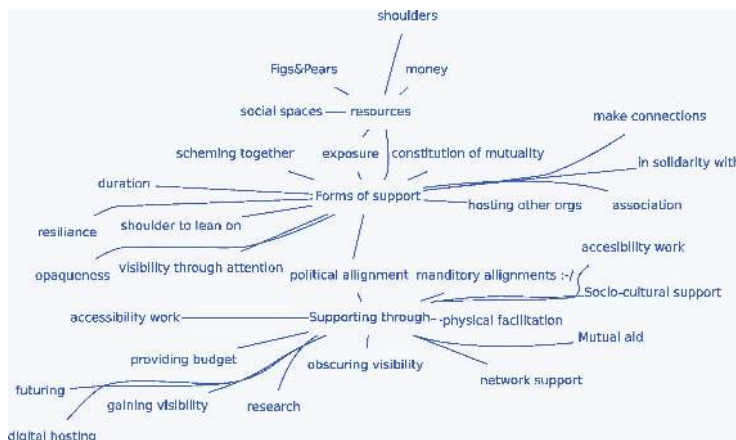 shoulders
Figs&Pears
money
social spaces
resources
make connections
scheming together
exposure
constitution of mutuality
in solidarity with
duration
Forms of support
hosting other orgs
association
resiliance
shoulder to lean on
opaqueness
visibility through attention
accesibility work
political allignment
manditory allignments :-/
Socio-cultural support
accessibility work
Supporting through
physical facilitation
Mutual aid
providing budget
obscuring visibility
network support
futuring
gaining visibility
research
digital hosting